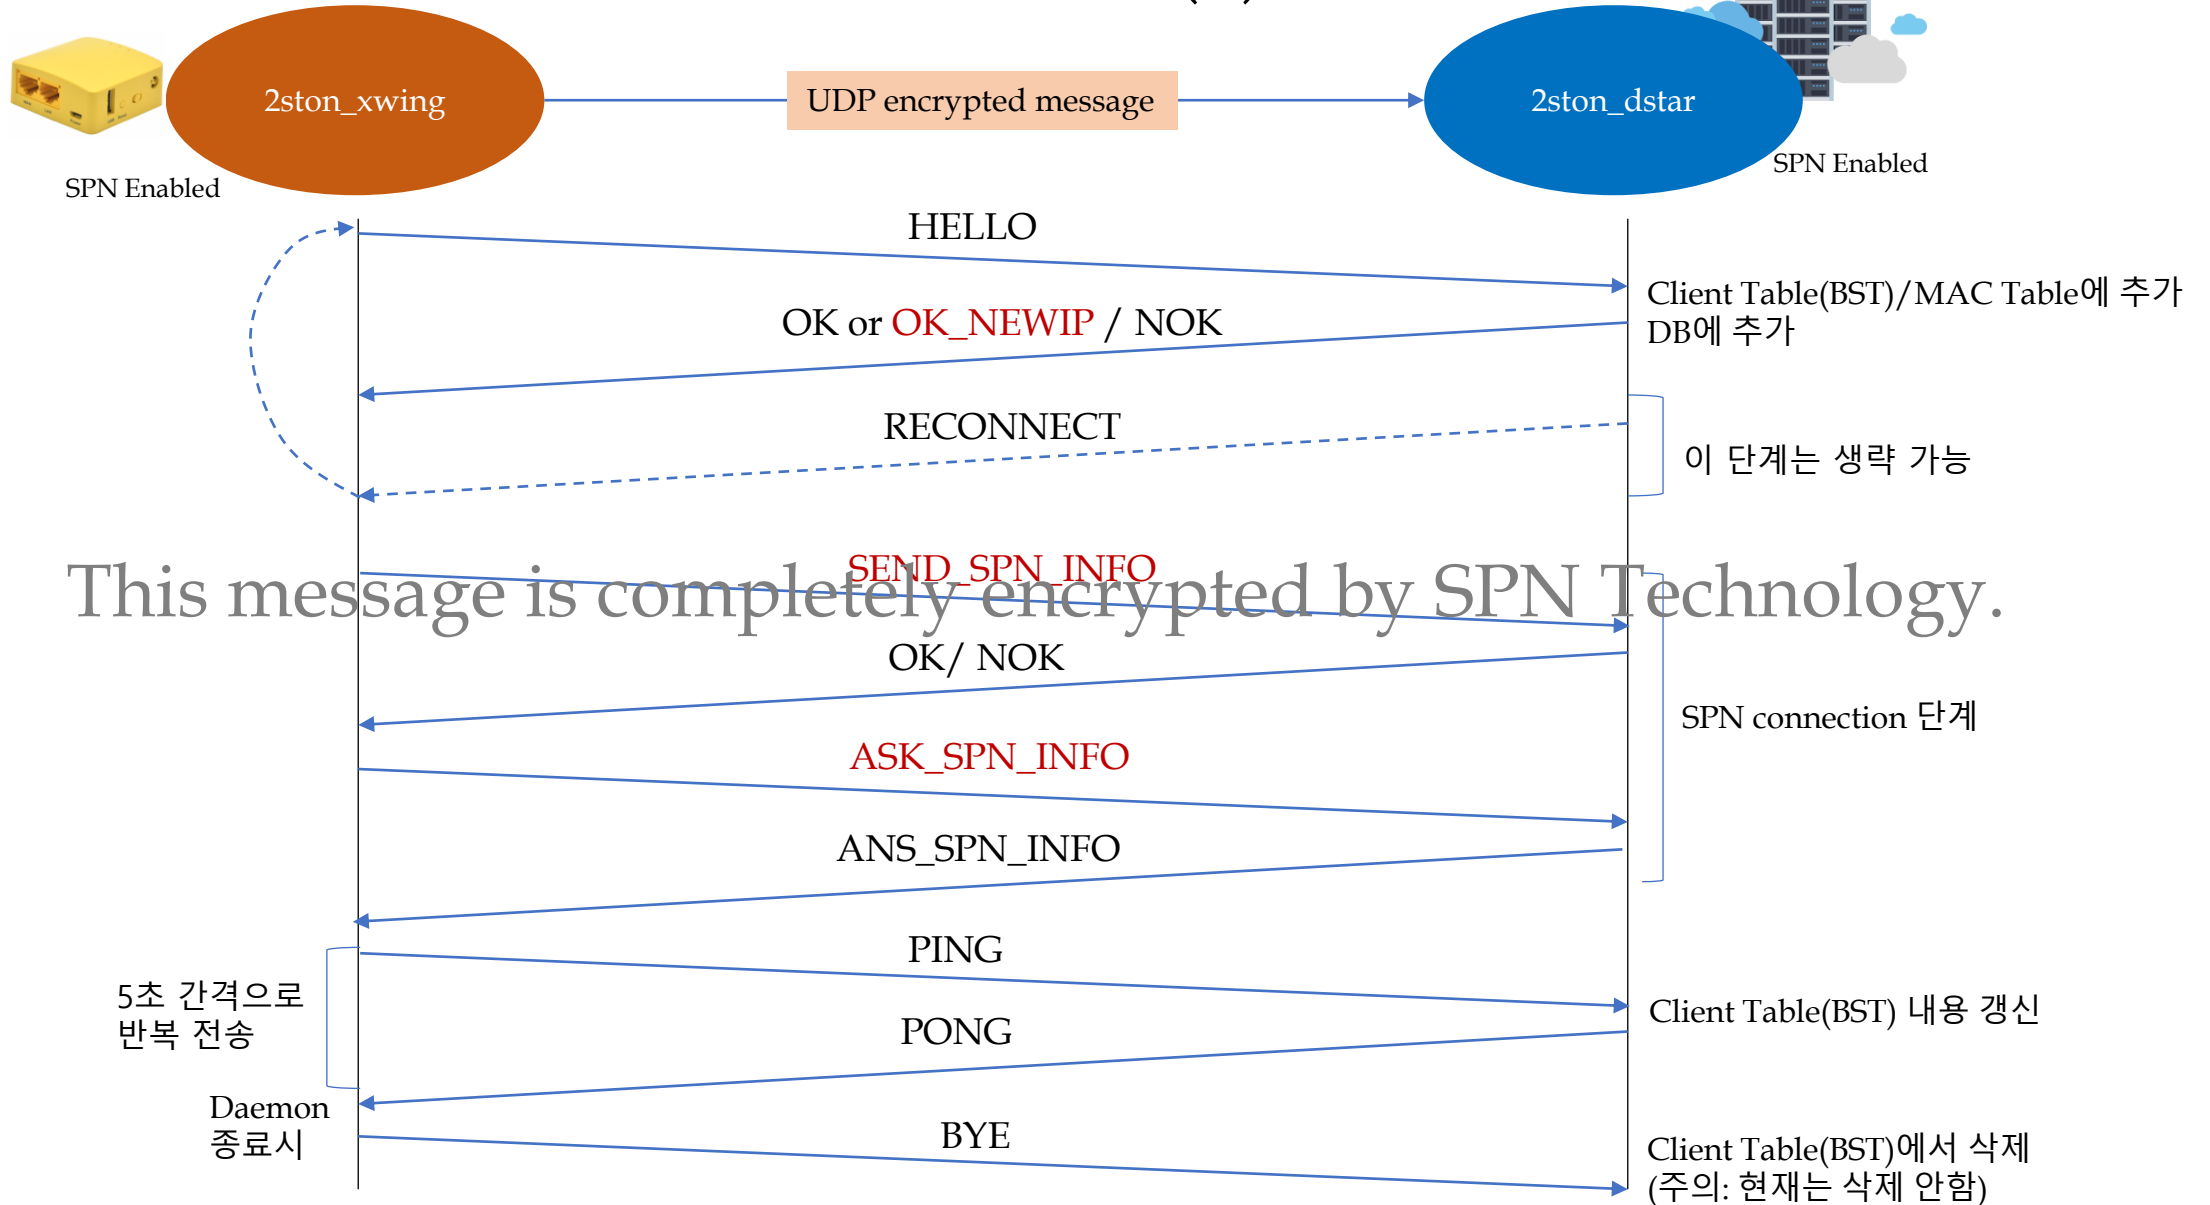 2ston_xwing
UDP encrypted message
2ston_dstar
SPN Enabled
SPN Enabled
HELLO
Client Table(BST)/MAC Table에 추가
DB에 추가
OK or OK_NEWIP / NOK
RECONNECT
이 단계는 생략 가능
SEND_SPN_INFO
This message is completely encrypted by SPN Technology.
OK/ NOK
SPN connection 단계
ASK_SPN_INFO
ANS_SPN_INFO
PING
5초 간격으로
반복 전송
Client Table(BST) 내용 갱신
PONG
Daemon
종료시
BYE
Client Table(BST)에서 삭제
(주의: 현재는 삭제 안함)